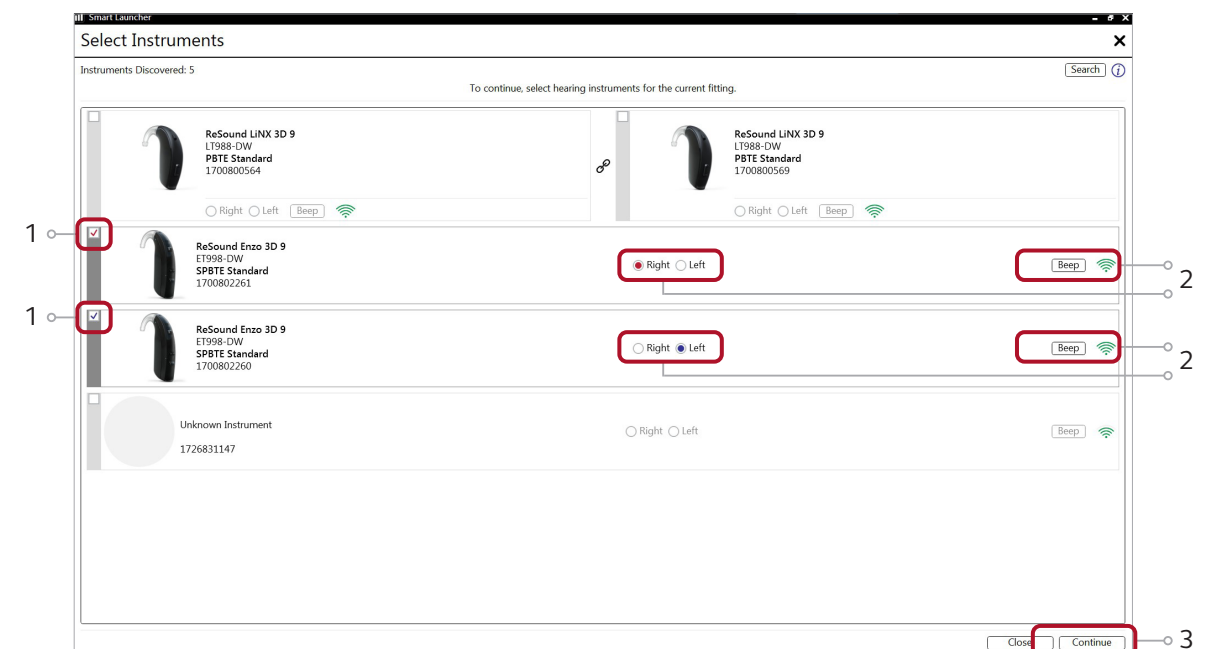 Smart Launcher
Select Instruments
Instruments Discovered: 5
Search
To continue, select hearing instruments for the current fitting.
ReSound LiNX 3D 9
LT988-DW
PBTE Standard
1700800564
Right Left Beep
ReSound LiNX 3D 9
LT988-DW
PBTE Standard
1700800569
Right Left Beep
1
ReSound Enzo 3D 9
ET998-DW
SPBTE Standard
1700802261
Right Left
Beep
2
1
ReSound Enzo 3D 9
ET998-DW
SPBTE Standard
1700802260
Right Left
Beep
2
Unknown Instrument
1726831147
Right Left
Beep
Close Continue
3